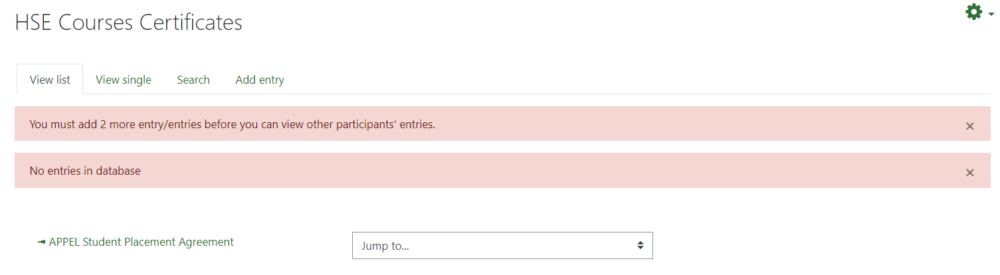 HSE Courses Certificates
View list View single Search Add entry
You must add 2 more entry/entries before you can view other participants' entries.
No entries in database
◄ APPEL Student Placement Agreement
Jump to...